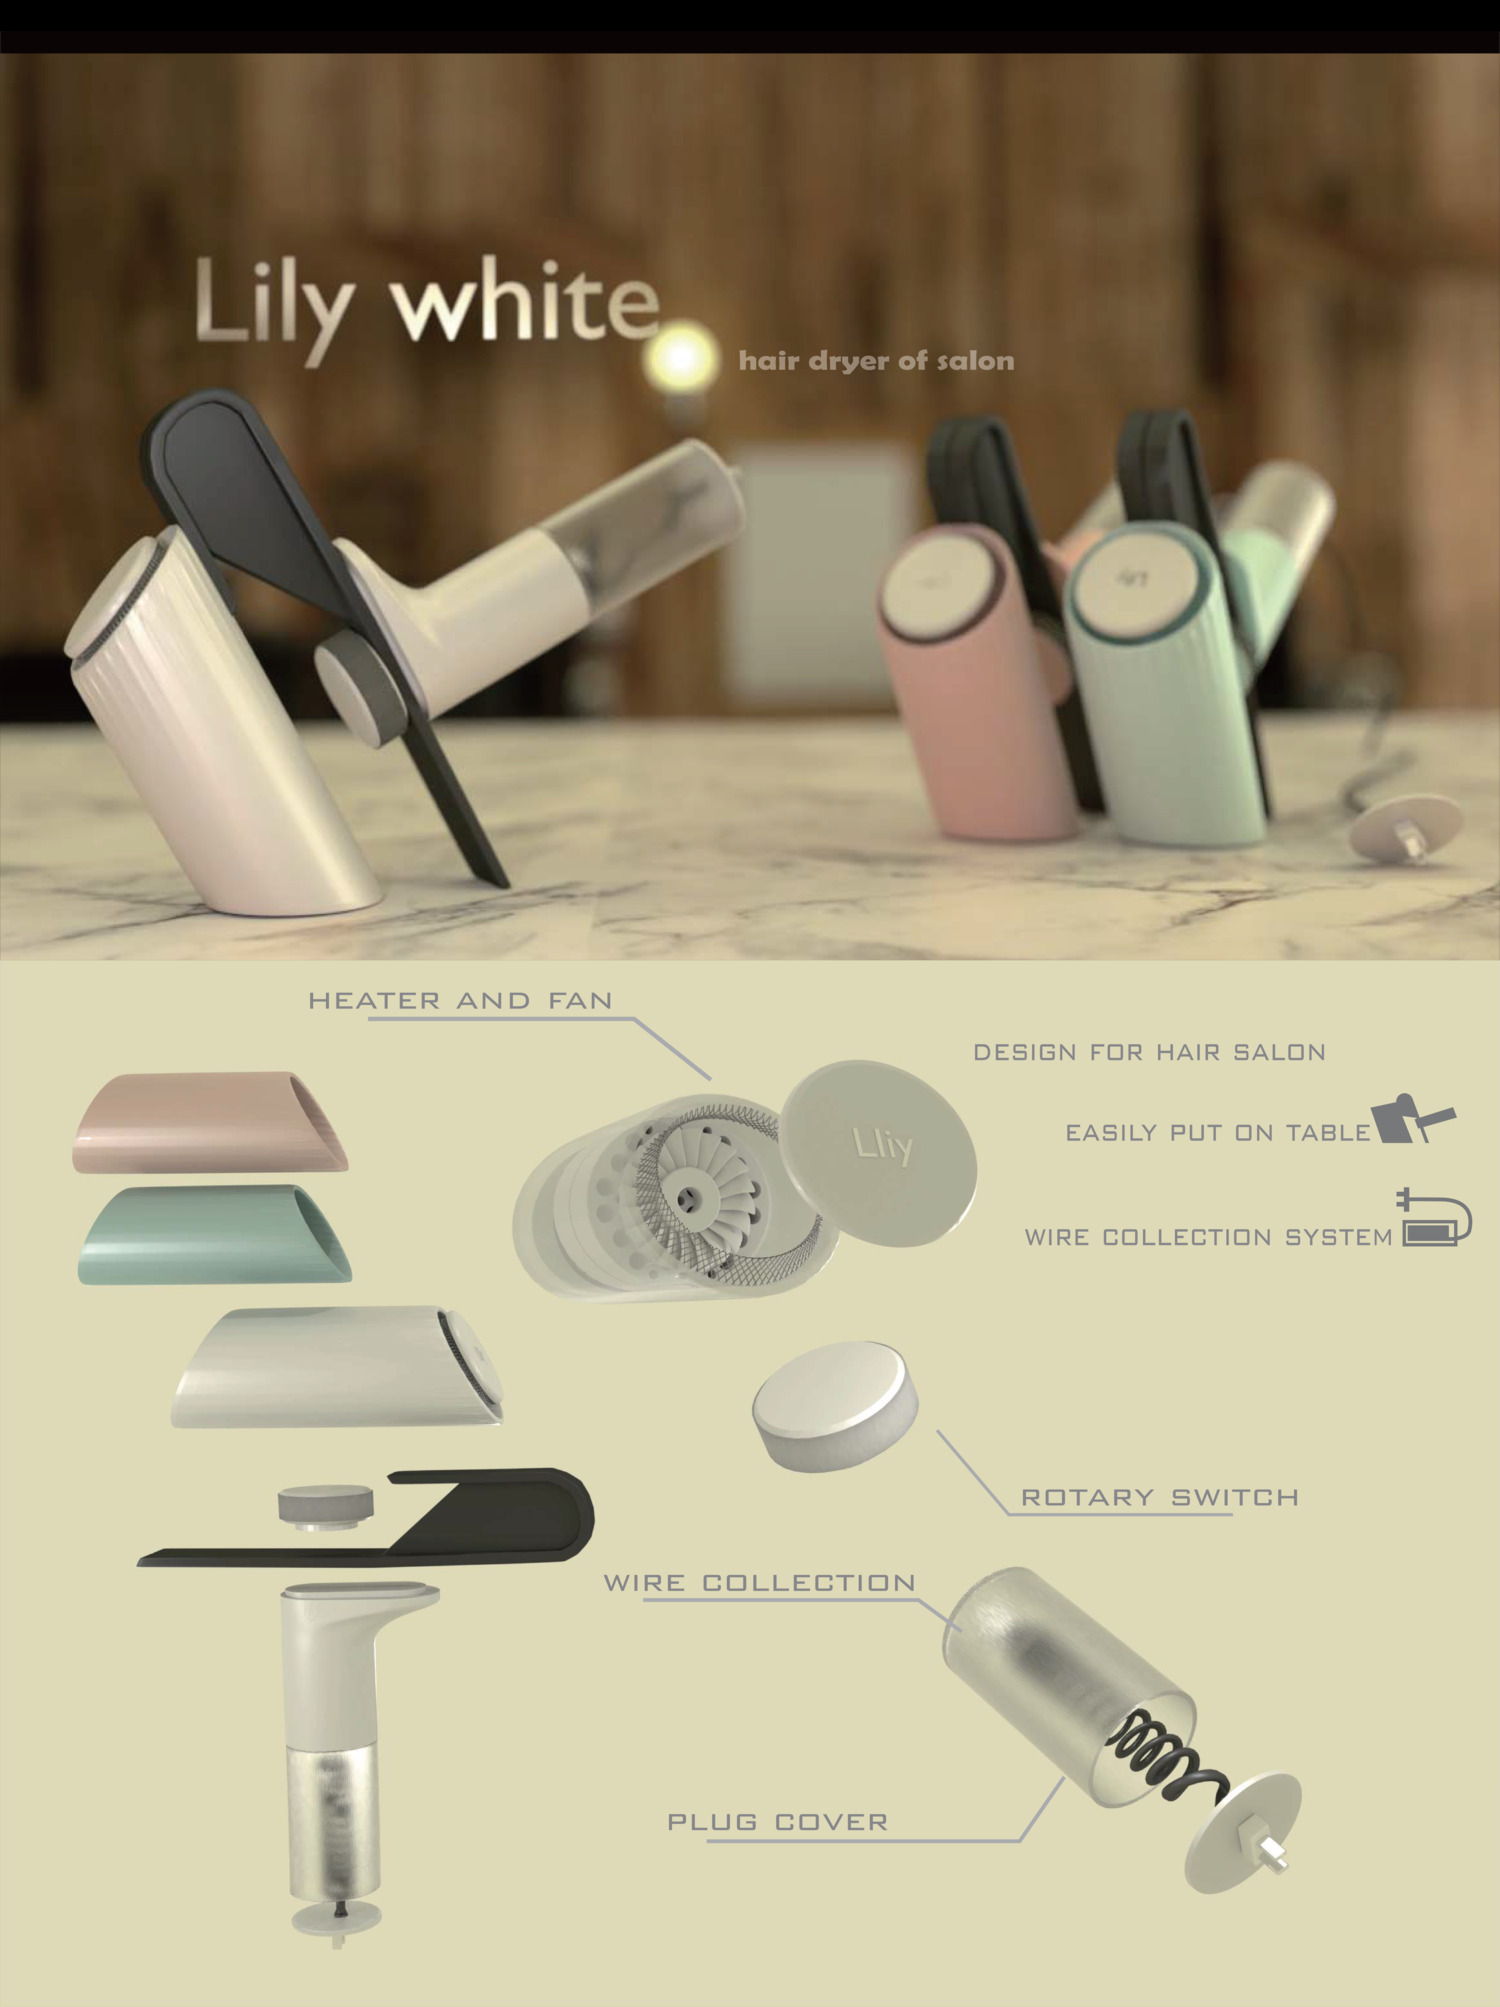 Lily white
hair dryer of salon
HEATER AND FAN
DESIGN FOR HAIR SALON
EASILY PUT ON TABLE
Lliy
WIRE COLLECTION SYSTEM
ROTARY SWITCH
WIRE COLLECTION
PLUG COVER